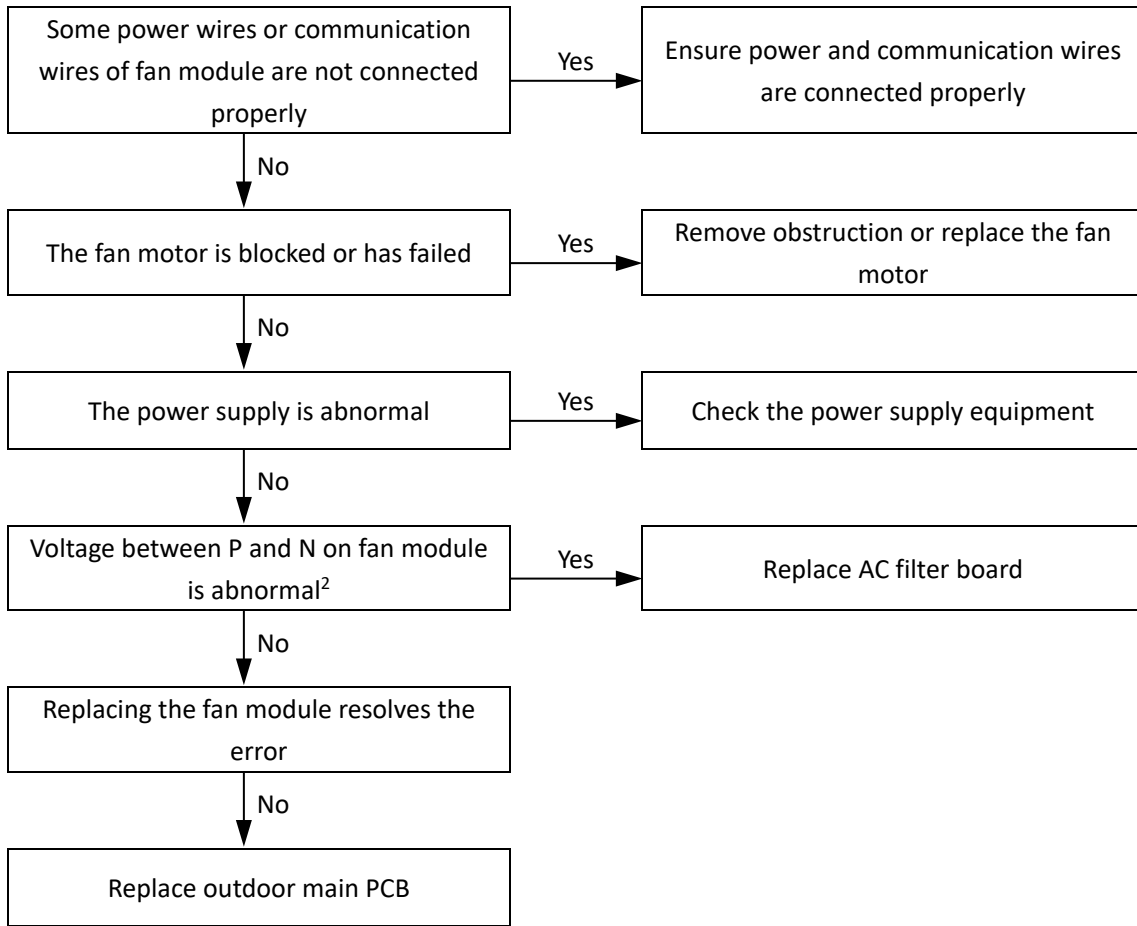 Some power wires or communication
wires of fan module are not connected
properly
Yes
Ensure power and communication wires
are connected properly
No
The fan motor is blocked or has failed
Yes
Remove obstruction or replace the fan
motor
No
The power supply is abnormal
Yes
Check the power supply equipment
No
Voltage between P and N on fan module
is abnormal²
Yes
Replace AC filter board
No
Replacing the fan module resolves the
error
No
Replace outdoor main PCB